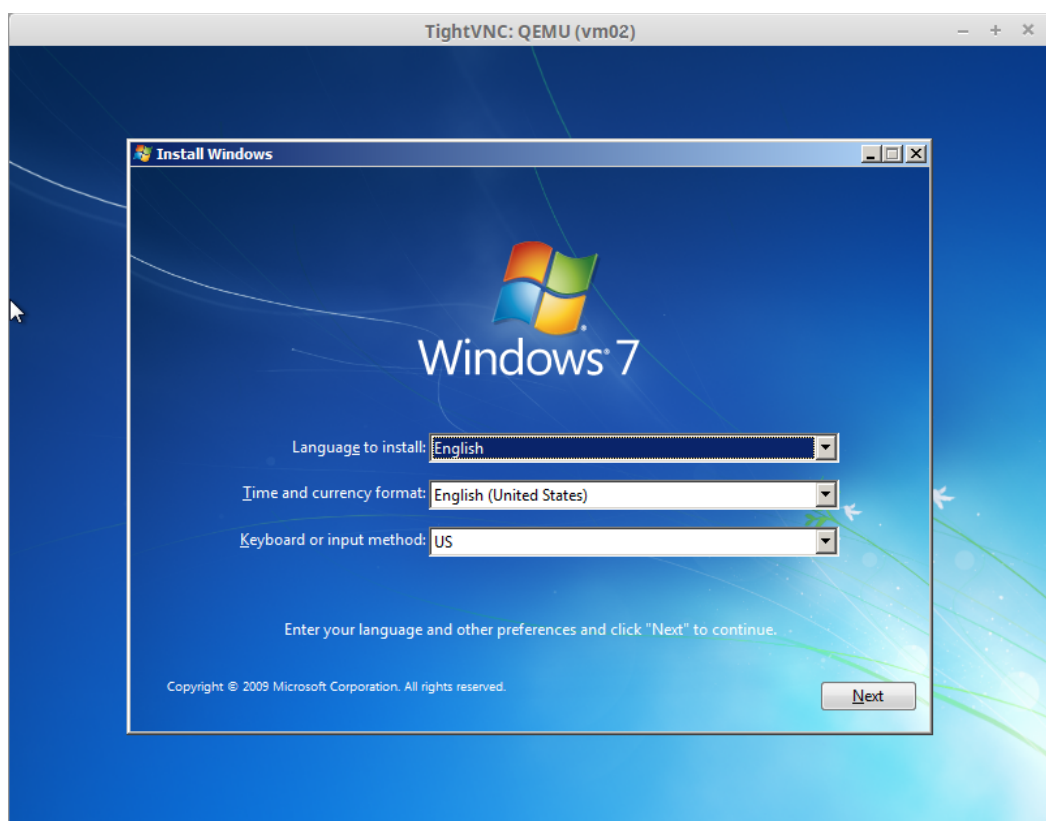 TightVNC: QEMU (vm02)
Install Windows
Windows® 7
Language to install: English
Time and currency format: English (United States)
Keyboard or input method: US
Enter your language and other preferences and click "Next" to continue.
Copyright © 2009 Microsoft Corporation. All rights reserved.
Next